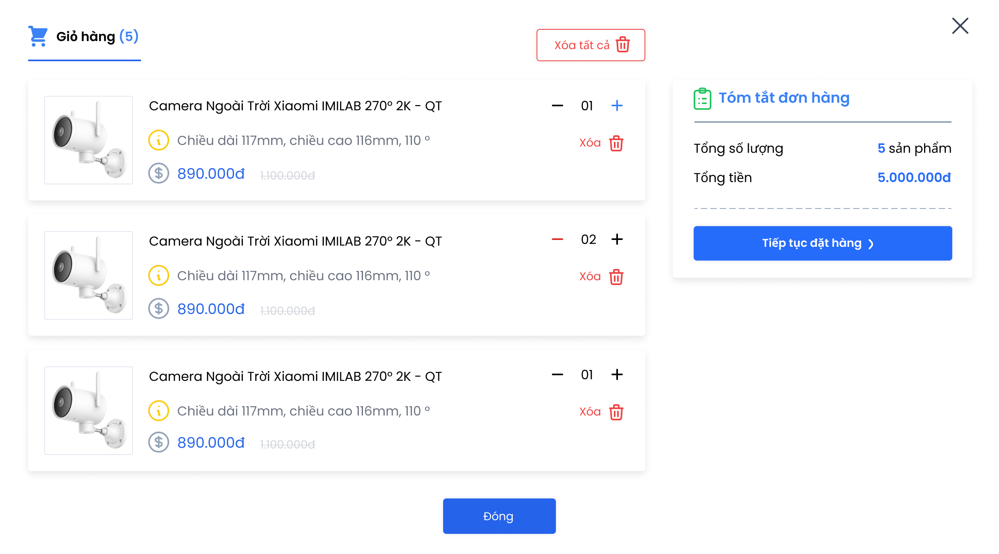 Giỏ hàng (5)
Xóa tất cả
Camera Ngoài Trời Xiaomi IMILAB 270° 2K - QT
01
Chiều dài 117mm, chiều cao 116mm, 110 °
Xóa
890.000đ 1.100.000đ
Camera Ngoài Trời Xiaomi IMILAB 270° 2K - QT
02
Chiều dài 117mm, chiều cao 116mm, 110 °
Xóa
890.000đ 1.100.000đ
Camera Ngoài Trời Xiaomi IMILAB 270° 2K - QT
01
Chiều dài 117mm, chiều cao 116mm, 110 °
Xóa
890.000đ 1.100.000đ
Tóm tắt đơn hàng
Tổng số lượng 5 sản phẩm
Tổng tiền 5.000.000đ
Tiếp tục đặt hàng
Đóng